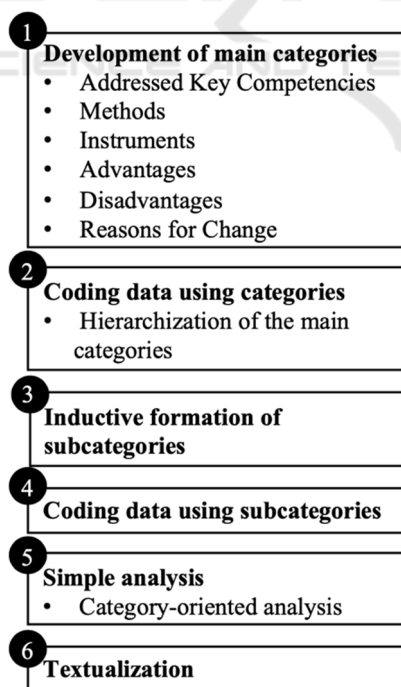 1
Development of main categories
• Addressed Key Competencies
• Methods
• Instruments
• Advantages
• Disadvantages
• Reasons for Change
2
Coding data using categories
• Hierarchization of the main
categories
3
Inductive formation of
subcategories
4
Coding data using subcategories
5
Simple analysis
• Category-oriented analysis
6
Textualization